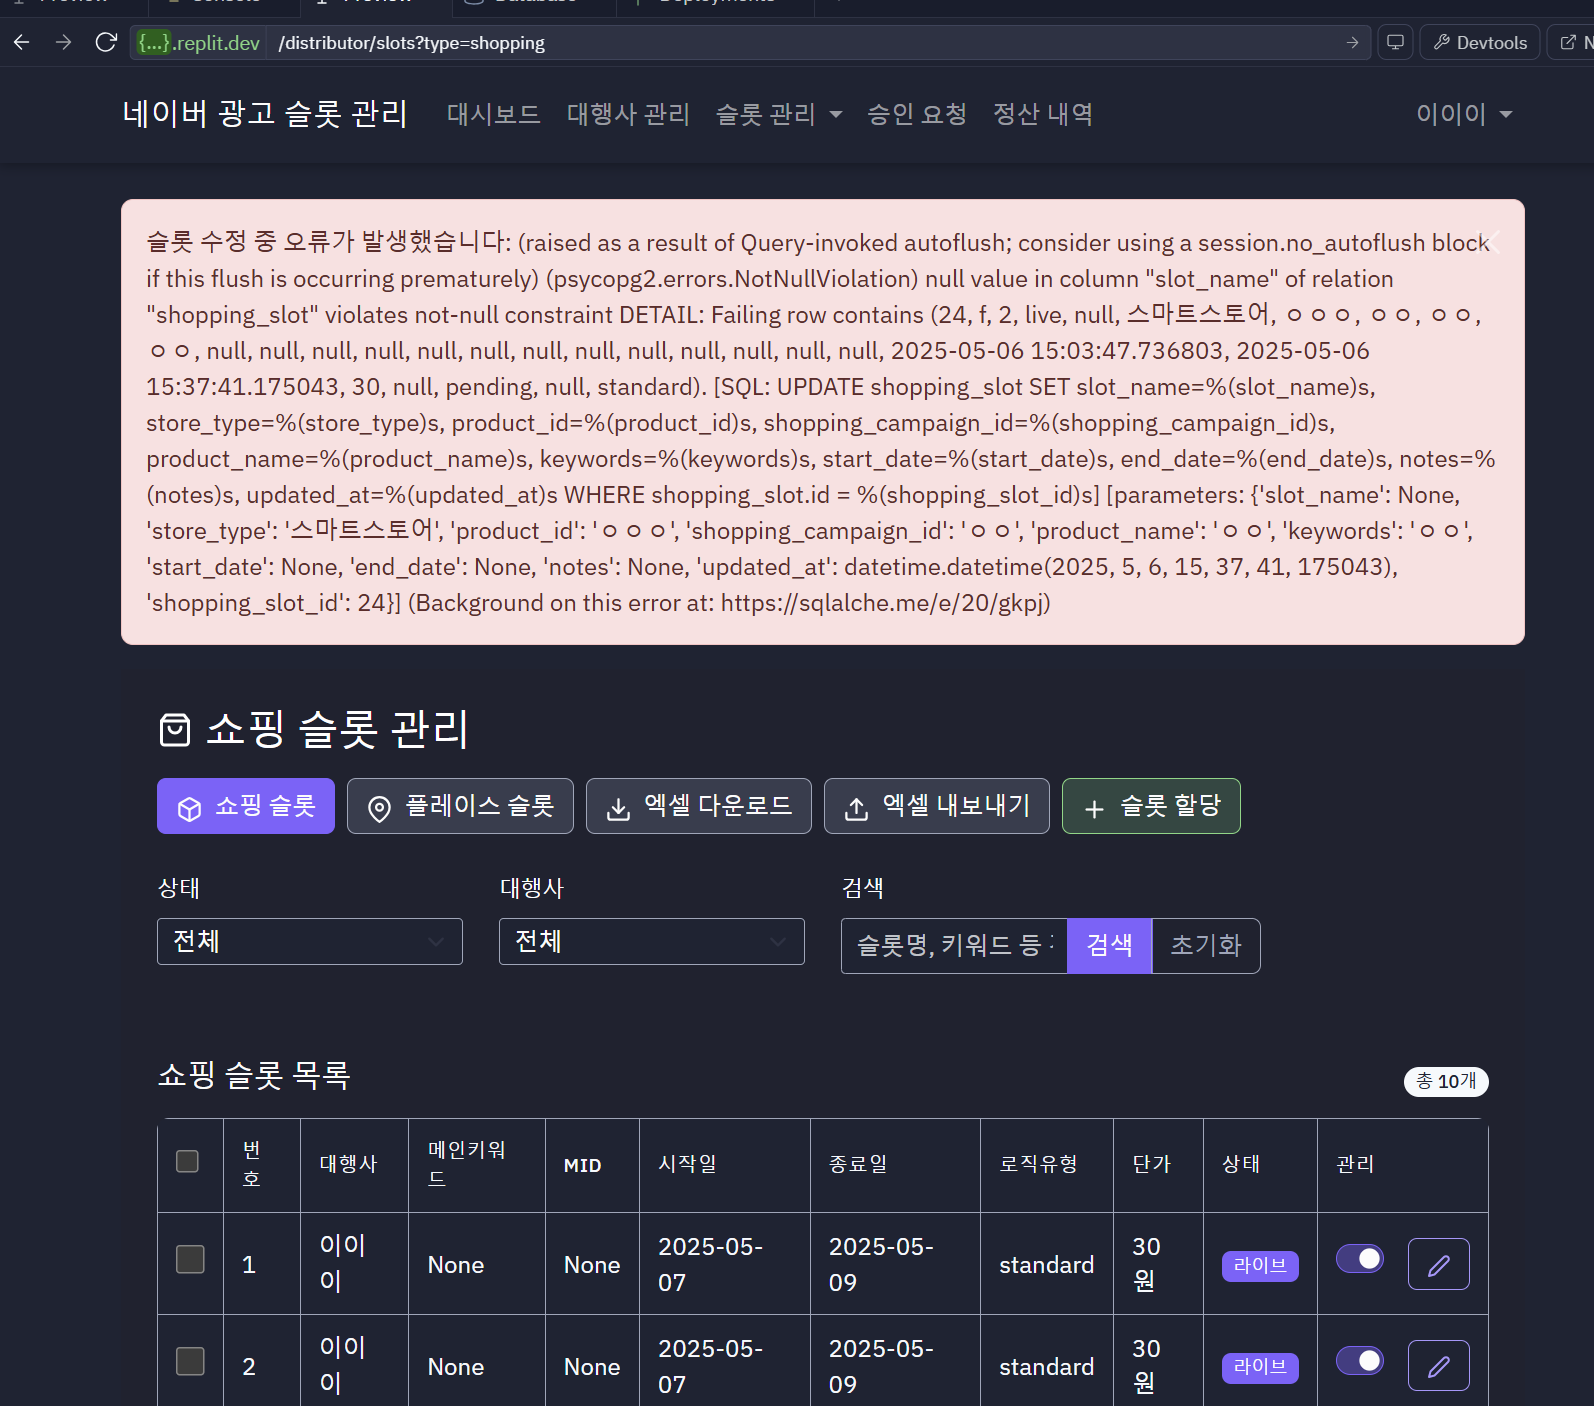 {...}.replit.dev /distributor/slots?type=shopping Devtools
네이버 광고 슬롯 관리 대시보드 대행사 관리 슬롯 관리 승인 요청 정산 내역 이이이
슬롯 수정 중 오류가 발생했습니다: (raised as a result of Query-invoked autoflush; consider using a session.no_autoflush block
if this flush is occurring prematurely) (psycopg2.errors.NotNullViolation) null value in column "slot_name" of relation
"shopping_slot" violates not-null constraint DETAIL: Failing row contains (24, f, 2, live, null, 스마트스토어, ㅇㅇㅇ, ㅇㅇ, ㅇㅇ,
ㅇㅇ, null, null, null, null, null, null, null, null, null, null, null, null, null, 2025-05-06 15:03:47.736803, 2025-05-06
15:37:41.175043, 30, null, pending, null, standard). [SQL: UPDATE shopping_slot SET slot_name=%(slot_name)s,
store_type=%(store_type)s, product_id=%(product_id)s, shopping_campaign_id=%(shopping_campaign_id)s,
product_name=%(product_name)s, keywords=%(keywords)s, start_date=%(start_date)s, end_date=%(end_date)s, notes=%
(notes)s, updated_at=%(updated_at)s WHERE shopping_slot.id = %(shopping_slot_id)s] [parameters: {'slot_name': None,
'store_type': '스마트스토어', 'product_id': 'ㅇㅇㅇ', 'shopping_campaign_id': 'ㅇㅇ', 'product_name': 'ㅇㅇ', 'keywords': 'ㅇㅇ',
'start_date': None, 'end_date': None, 'notes': None, 'updated_at': datetime.datetime(2025, 5, 6, 15, 37, 41, 175043),
'shopping_slot_id': 24}] (Background on this error at: https://sqlalche.me/e/20/gkpj)
쇼핑 슬롯 관리
쇼핑 슬롯 플레이스 슬롯 엑셀 다운로드 엑셀 내보내기 슬롯 할당
상태 대행사 검색
전체 전체 슬롯명, 키워드 등 검색 초기화
쇼핑 슬롯 목록 총 10개
번호 대행사 메인키워드 MID 시작일 종료일 로직유형 단가 상태 관리
1 이이이 None None 2025-05-07 2025-05-09 standard 30원 라이브
2 이이이 None None 2025-05-07 2025-05-09 standard 30원 라이브